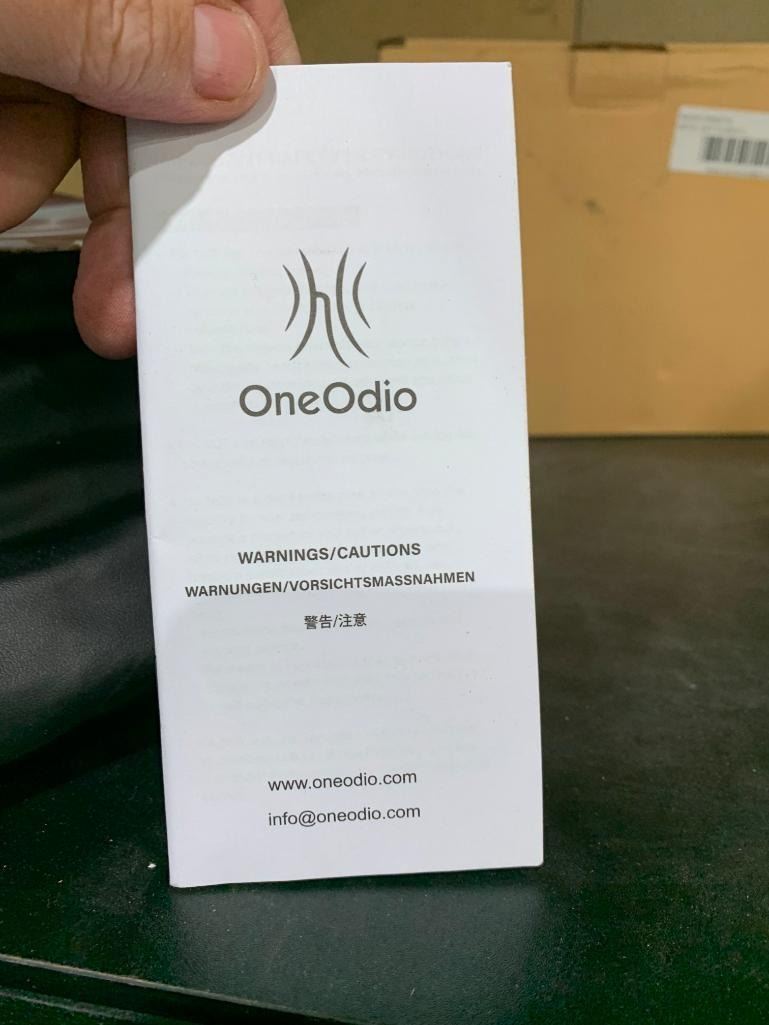 OneOdio
WARNINGS/CAUTIONS
WARNUNGEN/VORSICHTSMASSNAHMEN
警告/注意
www.oneodio.com
info@oneodio.com